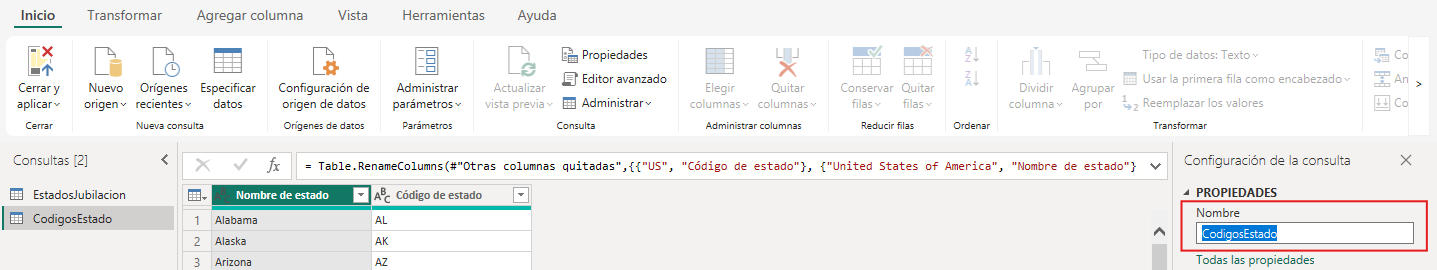 Inicio Transformar Agregar columna Vista Herramientas Ayuda
Cerrar y aplicar
Cerrar
Nuevo origen
Orígenes recientes
Especificar datos
Nueva consulta
Configuración de origen de datos
Orígenes de datos
Administrar parámetros
Parámetros
Actualizar vista previa
Propiedades
Editor avanzado
Administrar
Consulta
Elegir columnas
Quitar columnas
Administrar columnas
Conservar filas
Quitar filas
Reducir filas
Ordenar
Dividir columna
Agrupar por
Tipo de datos: Texto
Usar la primera fila como encabezado
Reemplazar los valores
Transformar
Co
An
Co
Consultas [2]
EstadosJubilacion
CodigosEstado
fx
= Table.RenameColumns(#"Otras columnas quitadas",{{"US", "Código de estado"}, {"United States of America", "Nombre de estado"}
Nombre de estado Código de estado
1 Alabama AL
2 Alaska AK
3 Arizona AZ
Configuración de la consulta
PROPIEDADES
Nombre
CodigosEstado
Todas las propiedades